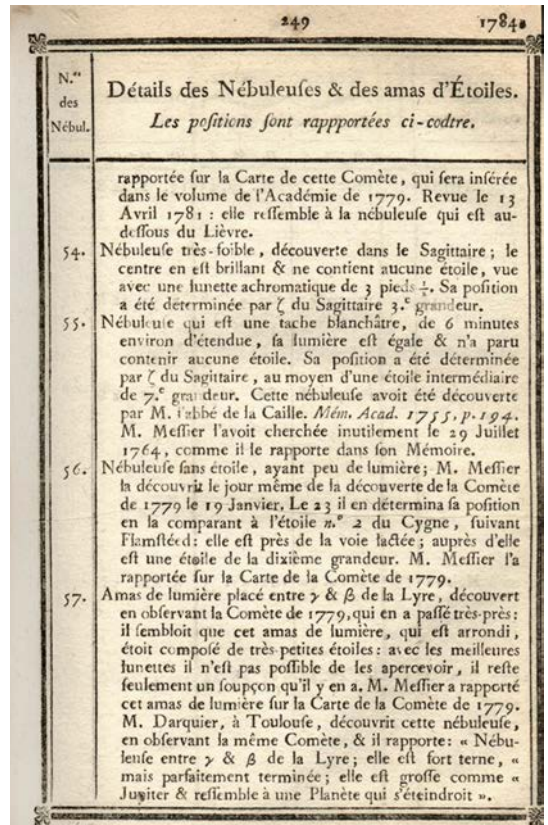 249
1784.
N.os
des
Nébul.
Détails des Nébuleuſes & des amas d'Étoiles.
Les poſitions ſont rappportées ci-codtre.
rapportée ſur la Carte de cette Comète, qui ſera inférée
dans le volume de l'Académie de 1779. Revue le 13
Avril 1781 : elle reſſemble à la nébuleuſe qui eſt au-
deſſous du Lièvre.
54. Nébuleuſe très-foible, découverte dans le Sagittaire; le
centre en eſt brillant & ne contient aucune étoile, vue
avec une lunette achromatique de 3 pieds ½. Sa poſition
a été déterminée par ζ du Sagittaire 3.e grandeur.
55. Nébuleuſe qui eſt une tache blanchâtre, de 6 minutes
environ d'étendue, ſa lumière eſt égale & n'a paru
contenir aucune étoile. Sa poſition a été déterminée
par ζ du Sagittaire, au moyen d'une étoile intermédiaire
de 7.e grandeur. Cette nébuleuſe avoit été découverte
par M. l'abbé de la Caille. Mém. Acad. 1755, p. 194.
M. Meſſier l'avoit cherchée inutilement le 29 Juillet
1764, comme il le rapporte dans ſon Mémoire.
56. Nébuleuſe ſans étoile, ayant peu de lumière; M. Meſſier
la découvrit le jour même de la découverte de la Comète
de 1779 le 19 Janvier. Le 23 il en détermina ſa poſition
en la comparant à l'étoile n.e 2 du Cygne, ſuivant
Flamſtéed: elle eſt près de la voie lactée; auprès d'elle
eſt une étoile de la dixième grandeur. M. Meſſier l'a
rapportée ſur la Carte de la Comète de 1779.
57. Amas de lumière placé entre γ & β de la Lyre, découvert
en obſervant la Comète de 1779, qui en a paſſé très-près:
il ſembloit que cet amas de lumière, qui eſt arrondi,
étoit compoſé de très-petites étoiles: avec les meilleures
lunettes il n'eſt pas poſſible de les apercevoir, il reſte
ſeulement un ſoupçon qu'il y en a. M. Meſſier a rapporté
cet amas de lumière ſur la Carte de la Comète de 1779.
M. Darquier, à Toulouſe, découvrit cette nébuleuſe,
en obſervant la même Comète, & il rapporte: « Nébu-
leuſe entre γ & β de la Lyre; elle eſt fort terne, «
mais parfaitement terminée; elle eſt groſſe comme «
Jupiter & reſſemble à une Planète qui s'éteindroit ».